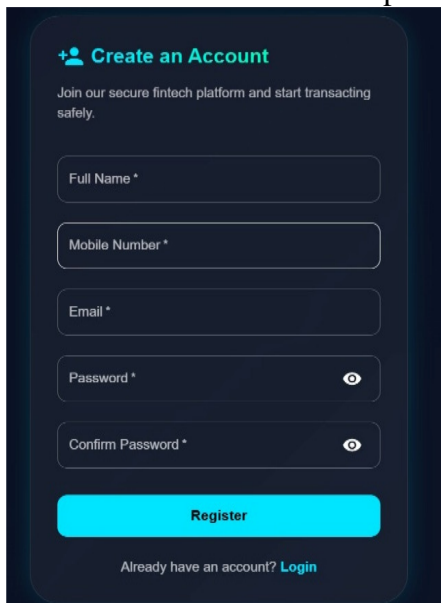 Create an Account
Join our secure fintech platform and start transacting
safely.
Full Name *
Mobile Number *
Email *
Password *
Confirm Password *
Register
Already have an account? Login